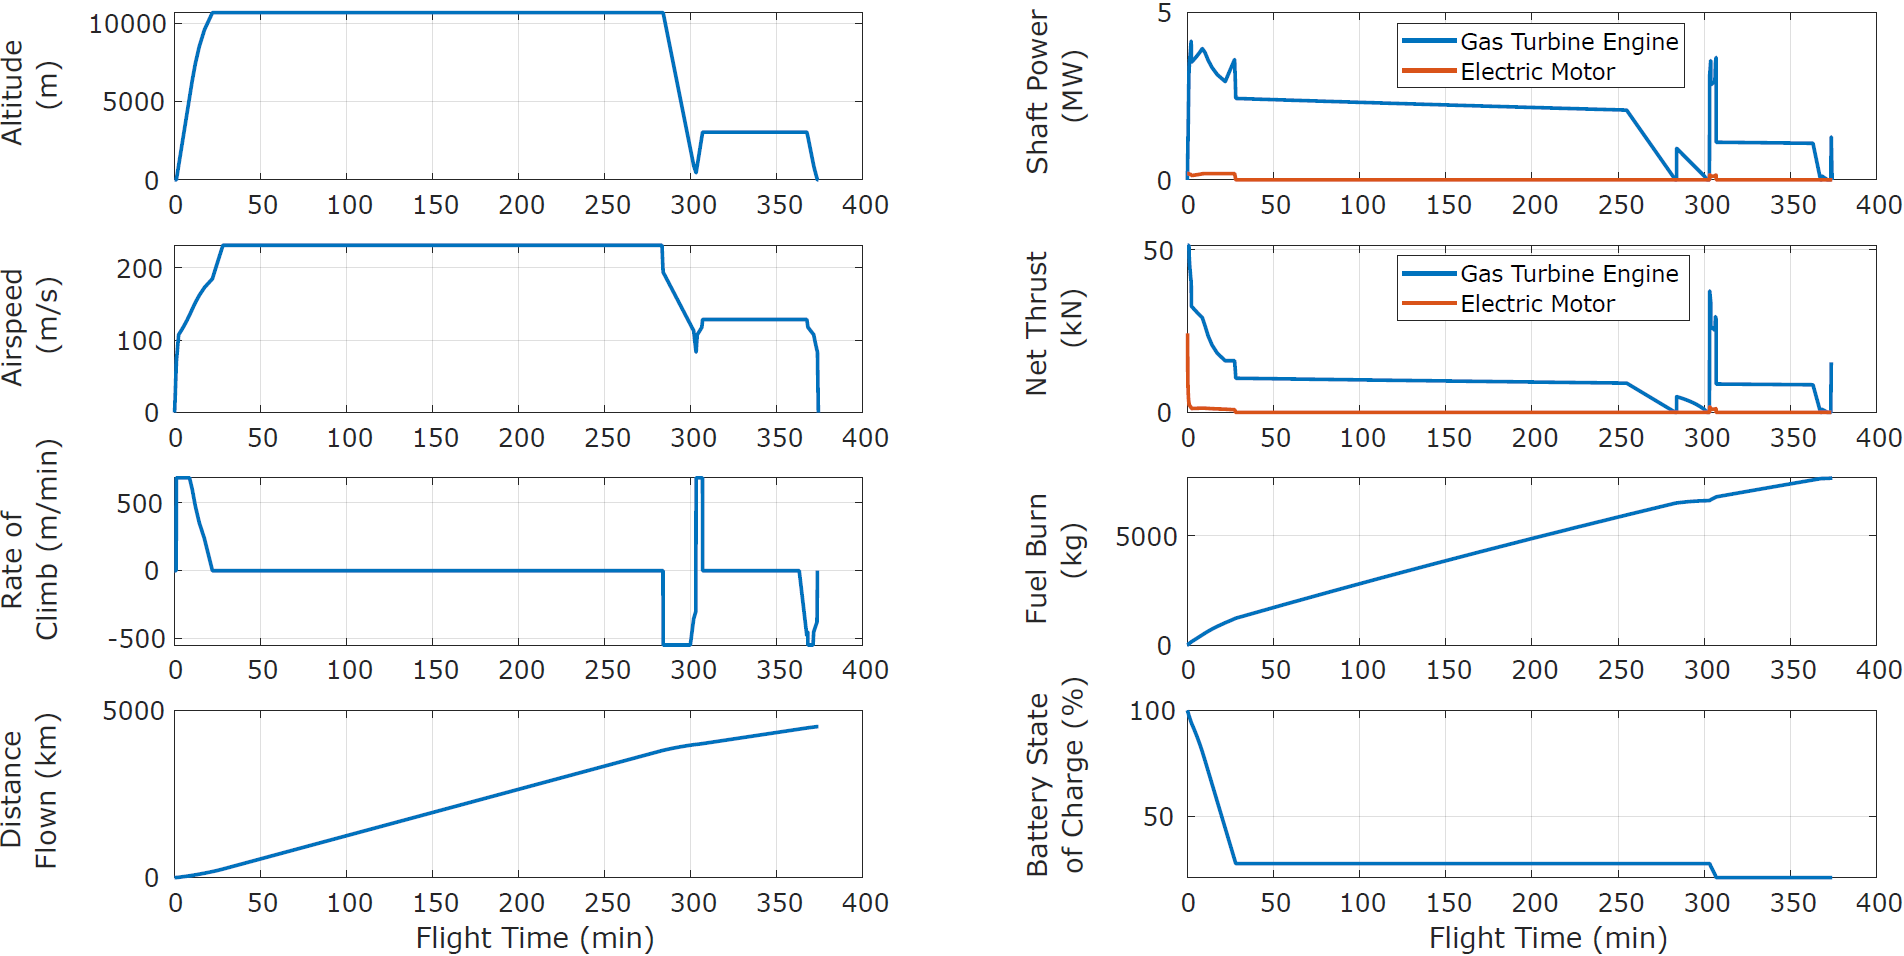 Altitude
(m)
10000
5000
0
0 50 100 150 200 250 300 350 400
Airspeed
(m/s)
200
100
0
0 50 100 150 200 250 300 350 400
Rate of
Climb (m/min)
500
0
-500
0 50 100 150 200 250 300 350 400
Distance
Flown (km)
5000
0
0 50 100 150 200 250 300 350 400
Flight Time (min)
Shaft Power
(MW)
5
0
Gas Turbine Engine
Electric Motor
0 50 100 150 200 250 300 350 400
Net Thrust
(kN)
50
0
Gas Turbine Engine
Electric Motor
0 50 100 150 200 250 300 350 400
Fuel Burn
(kg)
5000
0
0 50 100 150 200 250 300 350 400
Battery State
of Charge (%)
100
50
0 50 100 150 200 250 300 350 400
Flight Time (min)